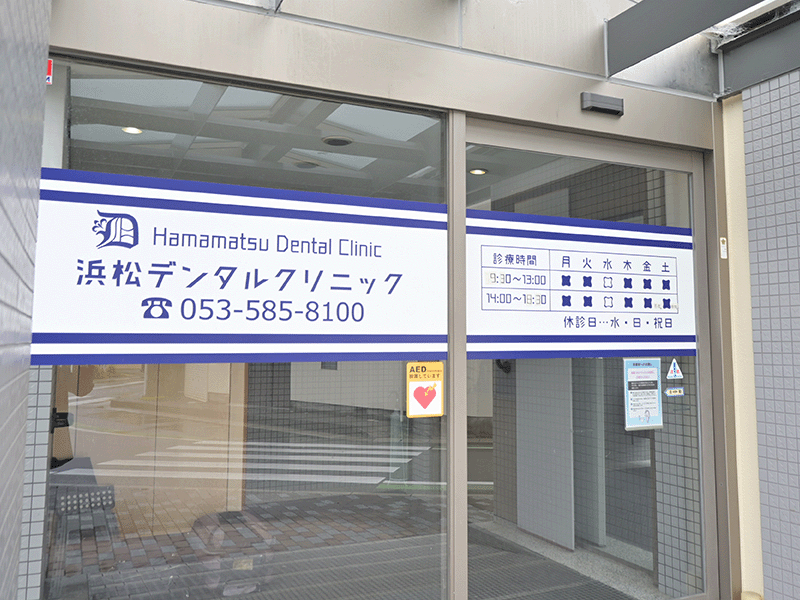 Hamamatsu Dental Clinic
浜松デンタルクリニック
☎053-585-8100
診療時間 月 火 水 木 金 土
9:30〜13:00
14:00〜18:30
休診日…水・日・祝日
AED